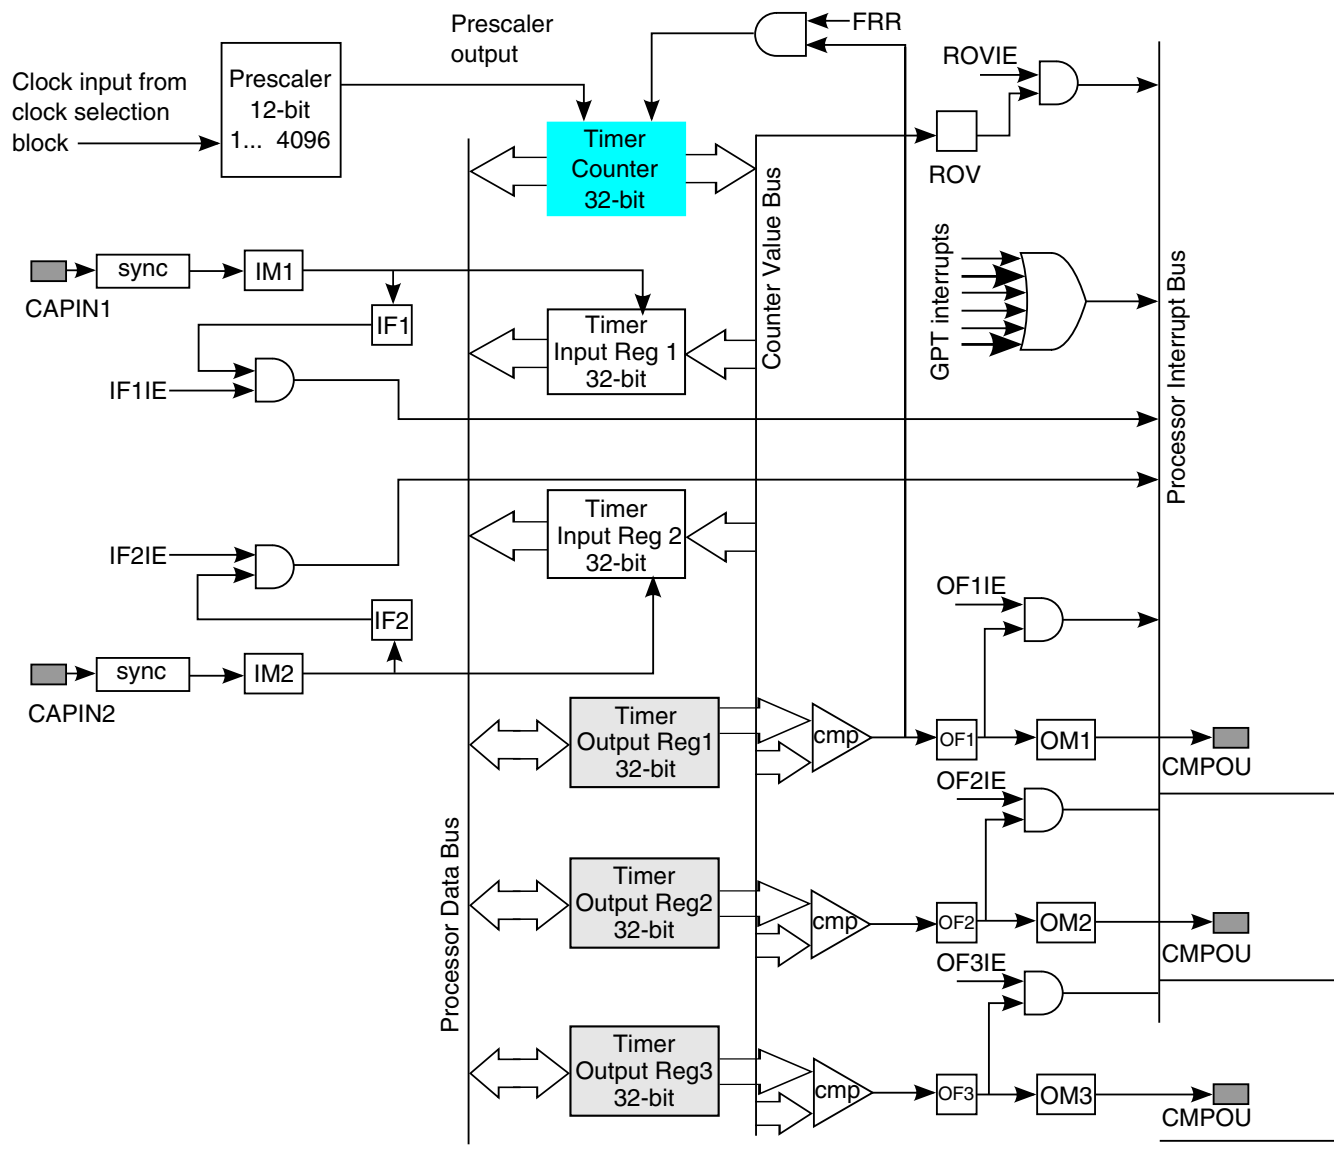 Prescaler
output
FRR
ROVIE
Clock input from
clock selection
block
Prescaler
12-bit
1... 4096
Timer
Counter
32-bit
ROV
Counter Value Bus
GPT interrupts
Processor Interrupt Bus
sync
IM1
CAPIN1
IF1
Timer
Input Reg 1
32-bit
IF1IE
Timer
Input Reg 2
32-bit
IF2IE
IF2
OF1IE
sync
IM2
CAPIN2
Timer
Output Reg1
32-bit
cmp
OF1
OM1
CMPOU
OF2IE
Processor Data Bus
Timer
Output Reg2
32-bit
cmp
OF2
OM2
CMPOU
OF3IE
Timer
Output Reg3
32-bit
cmp
OF3
OM3
CMPOU